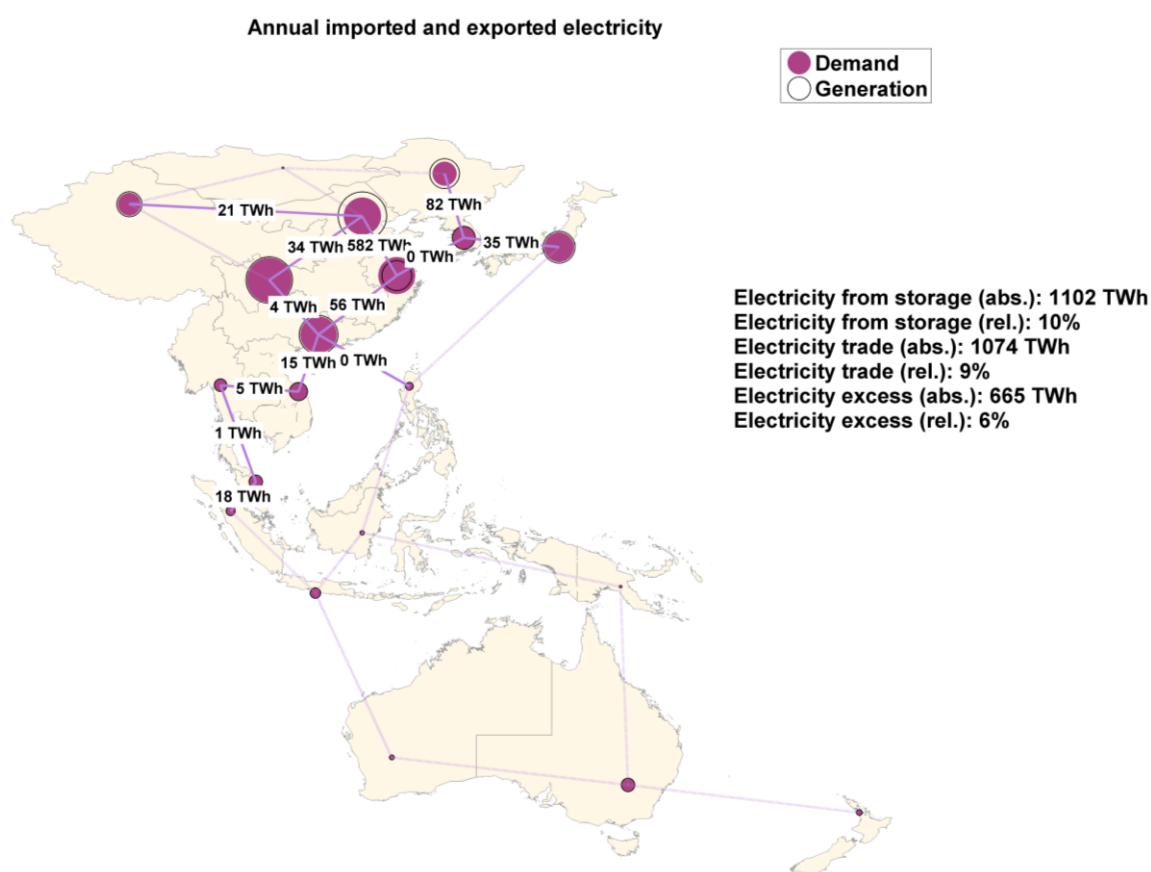 Annual imported and exported electricity
Demand
Generation
82 TWh
21 TWh
34 TWh
582 TWh
0 TWh
35 TWh
4 TWh
56 TWh
15 TWh
0 TWh
5 TWh
1 TWh
18 TWh
Electricity from storage (abs.): 1102 TWh
Electricity from storage (rel.): 10%
Electricity trade (abs.): 1074 TWh
Electricity trade (rel.): 9%
Electricity excess (abs.): 665 TWh
Electricity excess (rel.): 6%